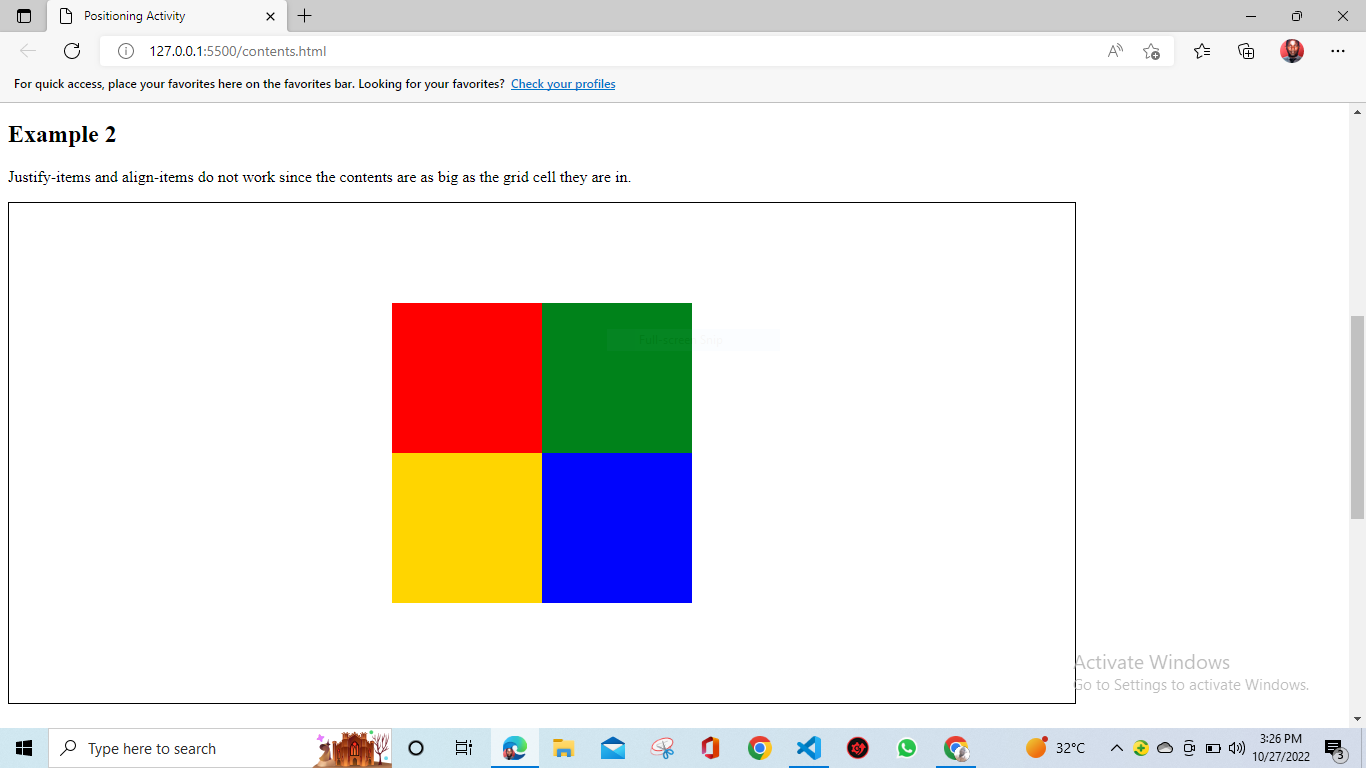 Positioning Activity
127.0.0.1:5500/contents.html
For quick access, place your favorites here on the favorites bar. Looking for your favorites? Check your profiles
Example 2
Justify-items and align-items do not work since the contents are as big as the grid cell they are in.
Activate Windows
Go to Settings to activate Windows.
Type here to search
32°C
3:26 PM
10/27/2022
3